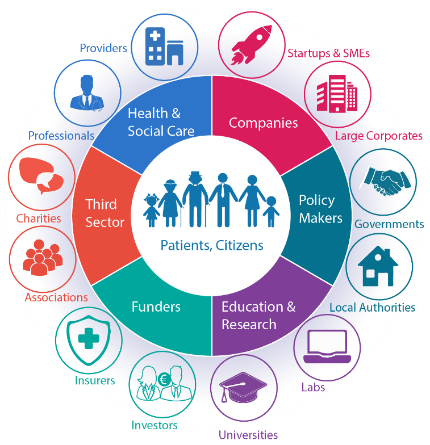 Providers
Startups & SMEs
Professionals
Health &
Social Care
Companies
Large Corporates
Charities
Third
Sector
Policy
Makers
Governments
Patients, Citizens
Associations
Funders
Education &
Research
Local Authorities
Insurers
€
Labs
Investors
Universities